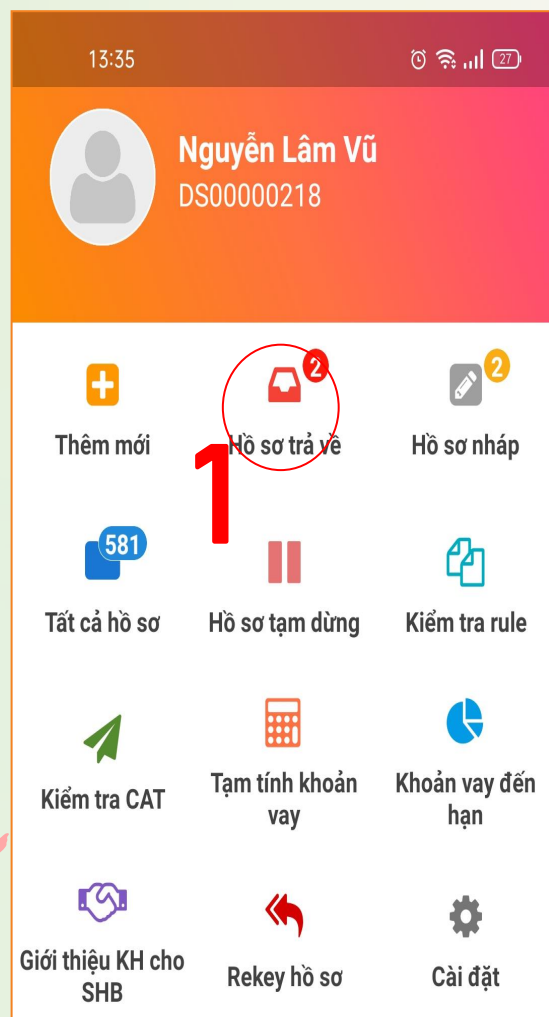 13:35
27
Nguyễn Lâm Vũ
DS00000218
2
2
Thêm mới
Hồ sơ trả về
Hồ sơ nháp
1
581
Tất cả hồ sơ
Hồ sơ tạm dừng
Kiểm tra rule
Kiểm tra CAT
Tạm tính khoản
vay
Khoản vay đến
hạn
Giới thiệu KH cho
SHB
Rekey hồ sơ
Cài đặt